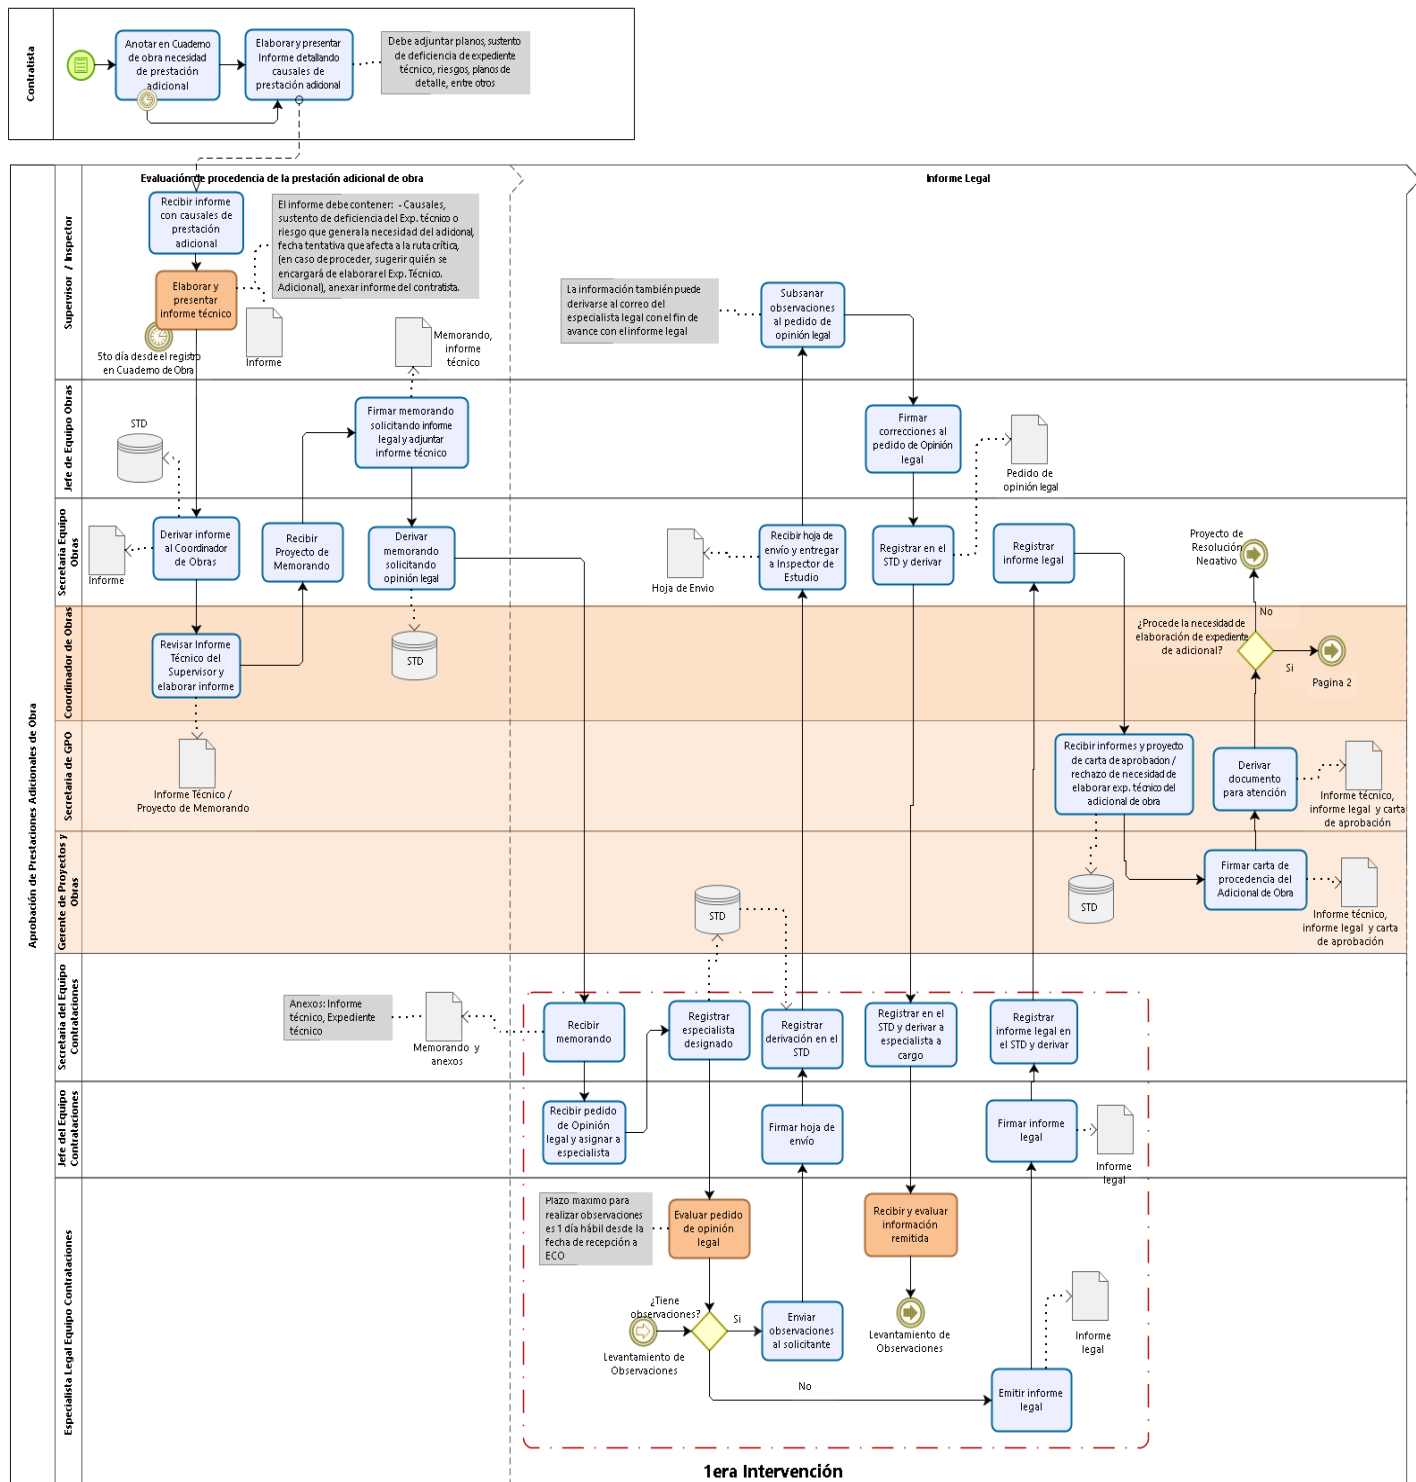 Contratista
Anotar en Cuaderno
de obra necesidad
de prestación
adicional
Elaborar y presentar
Informe detallando
causales de
prestación adicional
Debe adjuntar planos, sustento
de deficiencia de expediente
técnico, riesgos, planos de
detalle, entre otros
Aprobación de Prestaciones Adicionales de Obra
Evaluación de procedencia de la prestación adicional de obra
Informe Legal
Supervisor / Inspector
Recibir informe
con causales de
prestación
adicional
El informe debe contener: - Causales,
sustento de deficiencia del Exp. técnico o
riesgo que genera la necesidad del adicional,
fecha tentativa que afecta a la ruta crítica,
(en caso de proceder, sugerir quién se
encargará de elaborar el Exp. Técnico.
Adicional), anexar informe del contratista.
Elaborar y
presentar
informe técnico
5to día desde el registro
en Cuaderno de Obra
Informe
Memorando,
informe
técnico
La información también puede
derivarse al correo del
especialista legal con el fin de
avance con el informe legal
Subsanar
observaciones
al pedido de
opinión legal
Jefe de Equipo Obras
STD
Firmar memorando
solicitando informe
legal y adjuntar
informe técnico
Firmar
correcciones al
pedido de Opinión
legal
Pedido de
opinión legal
Secretaria Equipo
Obras
Informe
Derivar informe
al Coordinador
de Obras
Recibir
Proyecto de
Memorando
Derivar
memorando
solicitando
opinión legal
Hoja de Envio
Recibir hoja de
envío y entregar
a Inspector de
Estudio
Registrar en el
STD y derivar
Registrar
informe legal
Proyecto de
Resolución
Negativo
Coordinador de Obras
Revisar Informe
Técnico del
Supervisor y
elaborar informe
STD
No
¿Procede la necesidad de
elaboración de expediente
de adicional?
Si
Pagina 2
Secretaria de GPO
Informe Técnico /
Proyecto de Memorando
Recibir informes y proyecto
de carta de aprobacion /
rechazo de necesidad de
elaborar exp. técnico del
adicional de obra
Derivar
documento
para atención
Informe técnico,
informe legal y carta
de aprobación
Gerente de Proyectos y
Obras
STD
STD
Firmar carta de
procedencia del
Adicional de Obra
Informe técnico,
informe legal y carta
de aprobación
Secretaria del Equipo
Contrataciones
Anexos: Informe
técnico, Expediente
técnico
Memorando y
anexos
Recibir
memorando
Registrar
especialista
designado
Registrar
derivación en el
STD
Registrar en el
STD y derivar a
especialista a
cargo
Registrar
informe legal en
el STD y derivar
Jefe del Equipo
Contrataciones
Recibir pedido
de Opinión
legal y asignar a
especialista
Firmar hoja de
envío
Firmar informe
legal
Informe
legal
Especialista Legal Equipo Contrataciones
Plazo maximo para
realizar observaciones
es 1 día hábil desde la
fecha de recepción a
ECO
Evaluar pedido
de opinión
legal
Recibir y evaluar
información
remitida
¿Tiene
observaciones?
Si
Levantamiento de
Observaciones
Enviar
observaciones
al solicitante
Levantamiento de
Observaciones
Informe
legal
No
Emitir informe
legal
1era Intervención